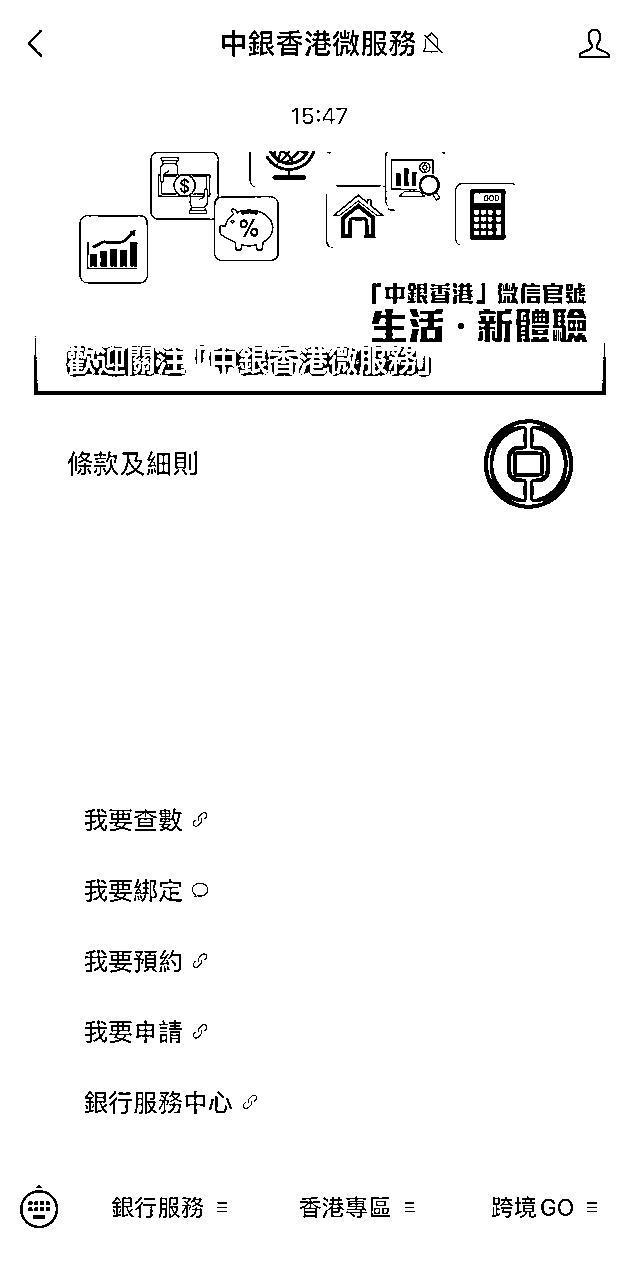 中銀香港微服務
15:47
「中銀香港」微信官號
生活·新體驗
歡迎關注「中銀香港微服務」
條款及細則
我要查數
我要綁定
我要預約
我要申請
銀行服務中心
銀行服務
香港專區
跨境GO